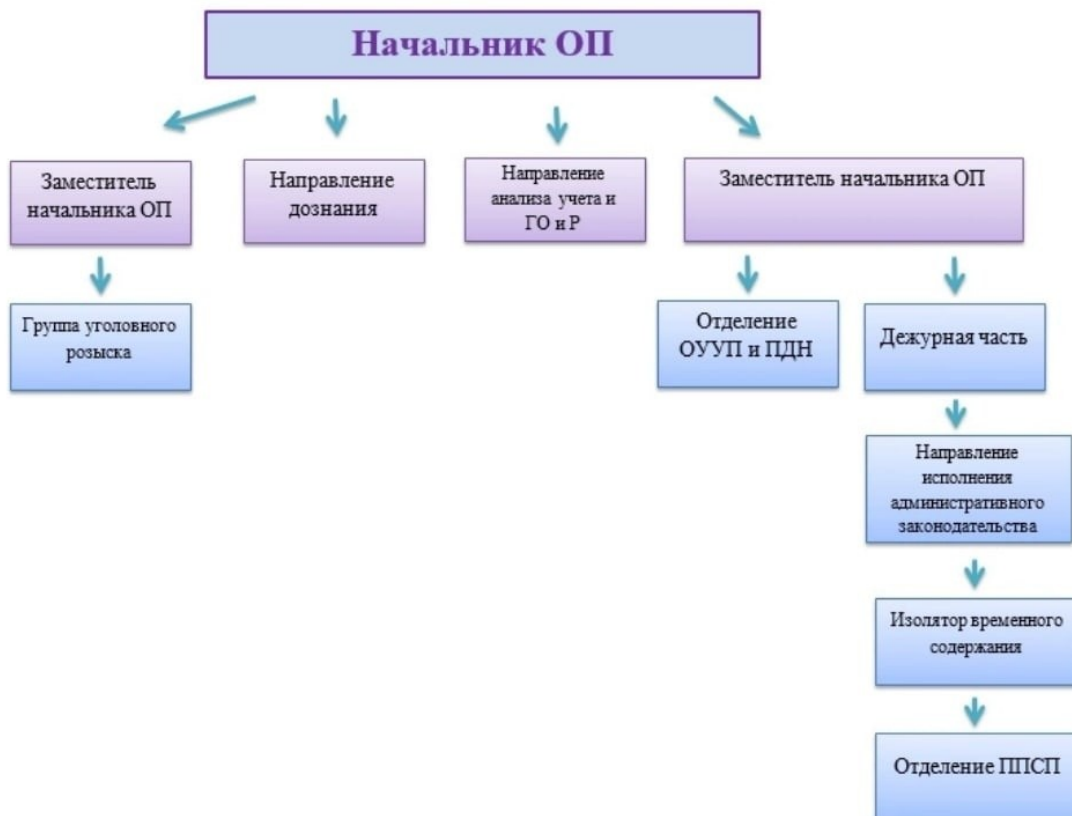 Начальник ОП
Заместитель
начальника ОП
Направление
дознания
Направление
анализа учета и
ГО и Р
Заместитель начальника ОП
Группа уголовного
розыска
Отделение
ОУУП и ПДН
Дежурная часть
Направление
исполнения
административного
законодательства
Изолятор временного
содержания
Отделение ППСП